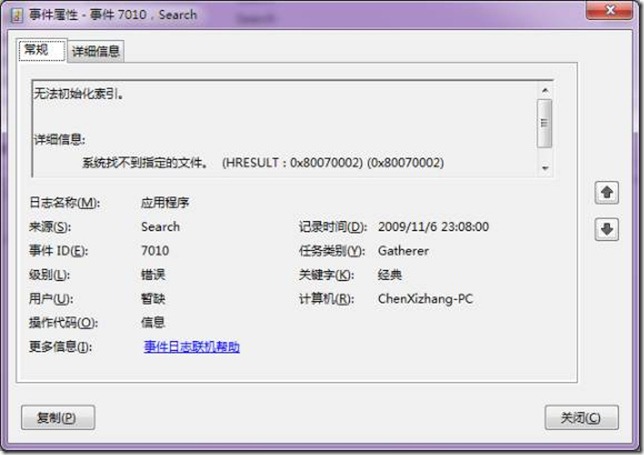 事件属性 - 事件 7010，Search
常规 详细信息
无法初始化索引。
详细信息:
系统找不到指定的文件。 (HRESULT : 0x80070002) (0x80070002)
日志名称(M): 应用程序
来源(S): Search 记录时间(D): 2009/11/6 23:08:00
事件 ID(E): 7010 任务类别(Y): Gatherer
级别(L): 错误 关键字(K): 经典
用户(U): 暂缺 计算机(R): ChenXizhang-PC
操作代码(O): 信息
更多信息(I): 事件日志联机帮助
复制(P) 关闭(C)